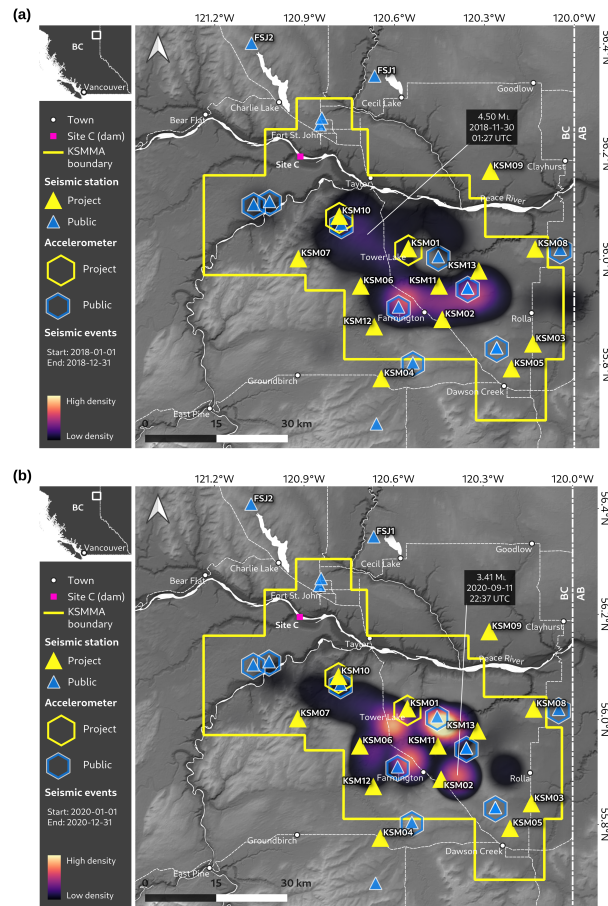 (a)
121.2°W 120.9°W 120.6°W 120.3°W 120.0°W
BC
Vancouver
FSJ2
FSJ1
56.4°N
Goodlow
Charlie Lake
Cecil Lake
Bear Flat
Town
Site C (dam)
KSMMA
boundary
Fort St. John
4.50 ML
2018-11-30
01:27 UTC
BC
AB
56.2°N
Site C
KSM09
Clayhurst
Taylor
Seismic station
Project
Public
Peace River
KSM10
Accelerometer
Project
Public
KSM01
KSM08
Tower Lake
56.0°N
KSM07
KSM13
KSM06
KSM11
Seismic events
Start: 2018-01-01
End: 2018-12-31
Farmington
KSM02
Rolla
KSM12
KSM03
KSM05
55.8°N
Groundbirch
KSM04
Dawson Creek
High density
Low density
East Pine
0 15 30 km
(b)
121.2°W 120.9°W 120.6°W 120.3°W 120.0°W
BC
Vancouver
FSJ2
FSJ1
56.4°N
Goodlow
Charlie Lake
Cecil Lake
Bear Flat
Town
Site C (dam)
KSMMA
boundary
Fort St. John
3.41 ML
2020-09-11
22:37 UTC
BC
AB
56.2°N
Site C
KSM09
Clayhurst
Taylor
Seismic station
Project
Public
Peace River
KSM10
Accelerometer
Project
Public
KSM01
KSM08
Tower Lake
56.0°N
KSM07
KSM13
KSM06
KSM11
Seismic events
Start: 2020-01-01
End: 2020-12-31
Farmington
KSM02
Rolla
KSM12
KSM03
KSM05
55.8°N
Groundbirch
KSM04
Dawson Creek
High density
Low density
East Pine
0 15 30 km